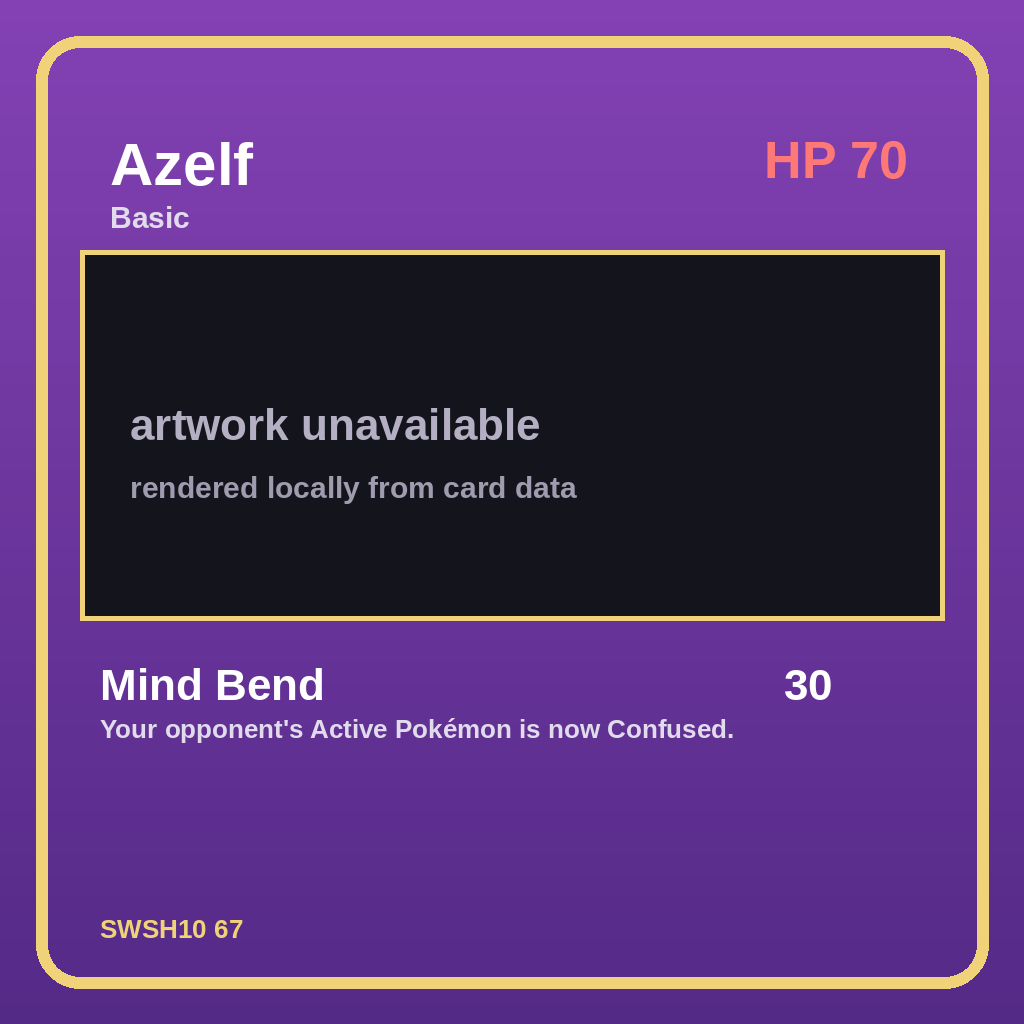 Azelf
HP 70
Basic
artwork unavailable
rendered locally from card data
Mind Bend
30
Your opponent's Active Pokémon is now Confused.
SWSH10 67